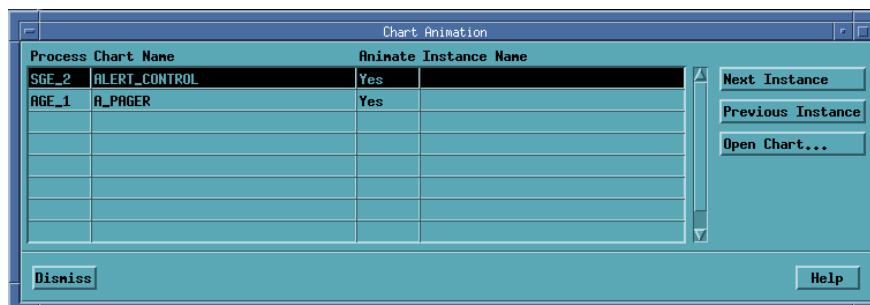 Chart Animation
Process Chart Name Animate Instance Name
SGE_2 ALERT_CONTROL Yes
AGE_1 A_PAGER Yes
Next Instance
Previous Instance
Open Chart...
Dismiss Help